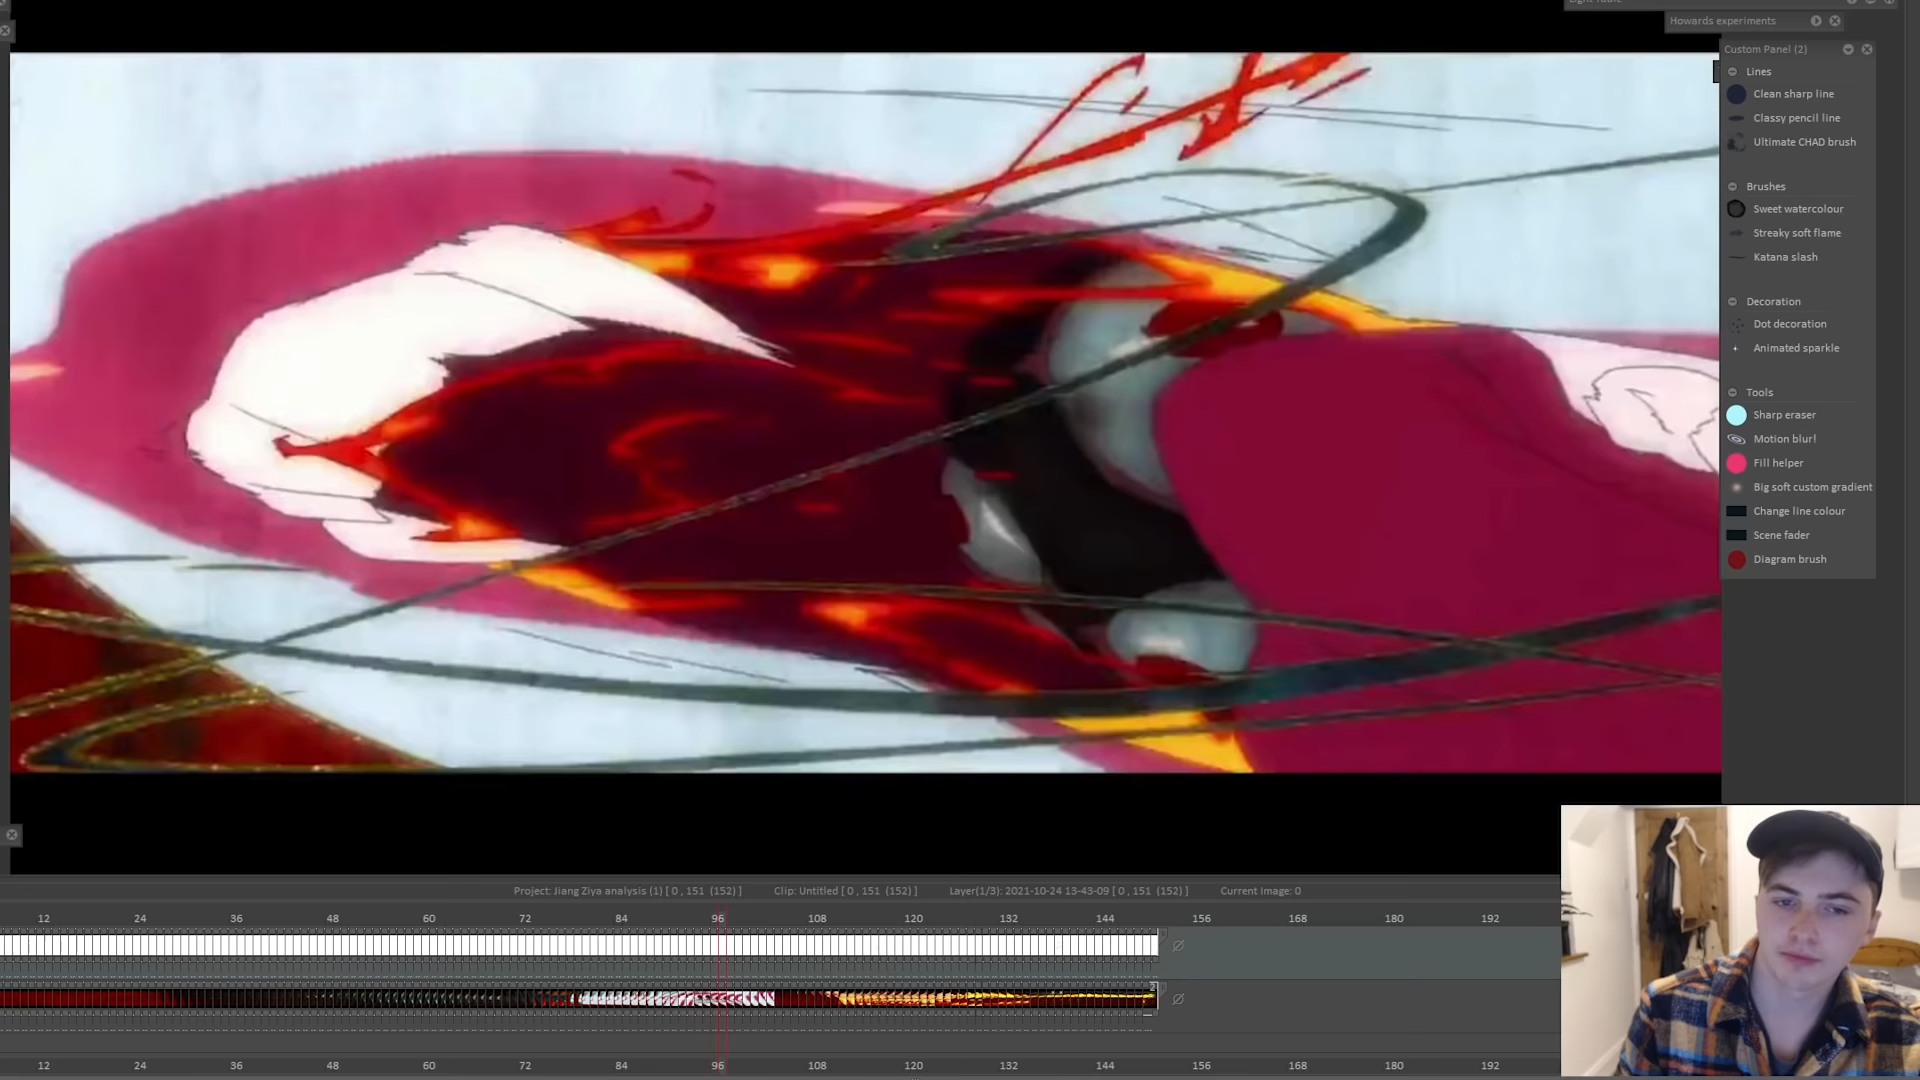 Howards experiments
Custom Panel (2)
Lines
Clean sharp line
Classy pencil line
Ultimate CHAD brush
Brushes
Sweet watercolour
Streaky soft flame
Katana slash
Decoration
Dot decoration
Animated sparkle
Tools
Sharp eraser
Motion blur!
Fill helper
Big soft custom gradient
Change line colour
Scene fader
Diagram brush
Project: Jiang Ziya analysis (1) [ 0 , 151 (152) ] Clip: Untitled [ 0 , 151 (152) ] Layer(1/3): 2021-10-24 13-43-09 [ 0 , 151 (152) ] Current Image: 0
12 24 36 48 60 72 84 96 108 120 132 144 156 168 180 192
2
12 24 36 48 60 72 84 96 108 120 132 144 156 168 180 192